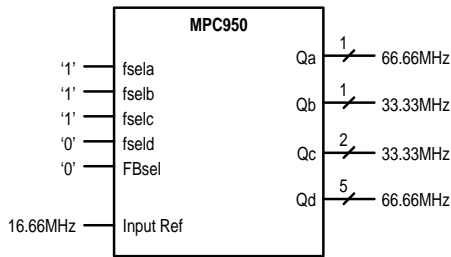 MPC950
‘1’ fsela Qa 1 66.66MHz
‘1’ fselb Qb 1 33.33MHz
‘1’ fselc Qc 2 33.33MHz
‘0’ fseld Qd 5 66.66MHz
‘0’ FBsel
16.66MHz Input Ref